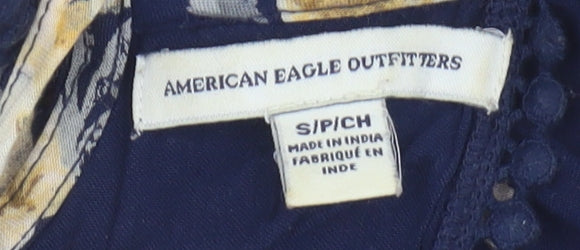 AMERICAN EAGLE OUTFITTERS
S/P/CH
MADE IN INDIA
FABRIQUÉ EN
INDE